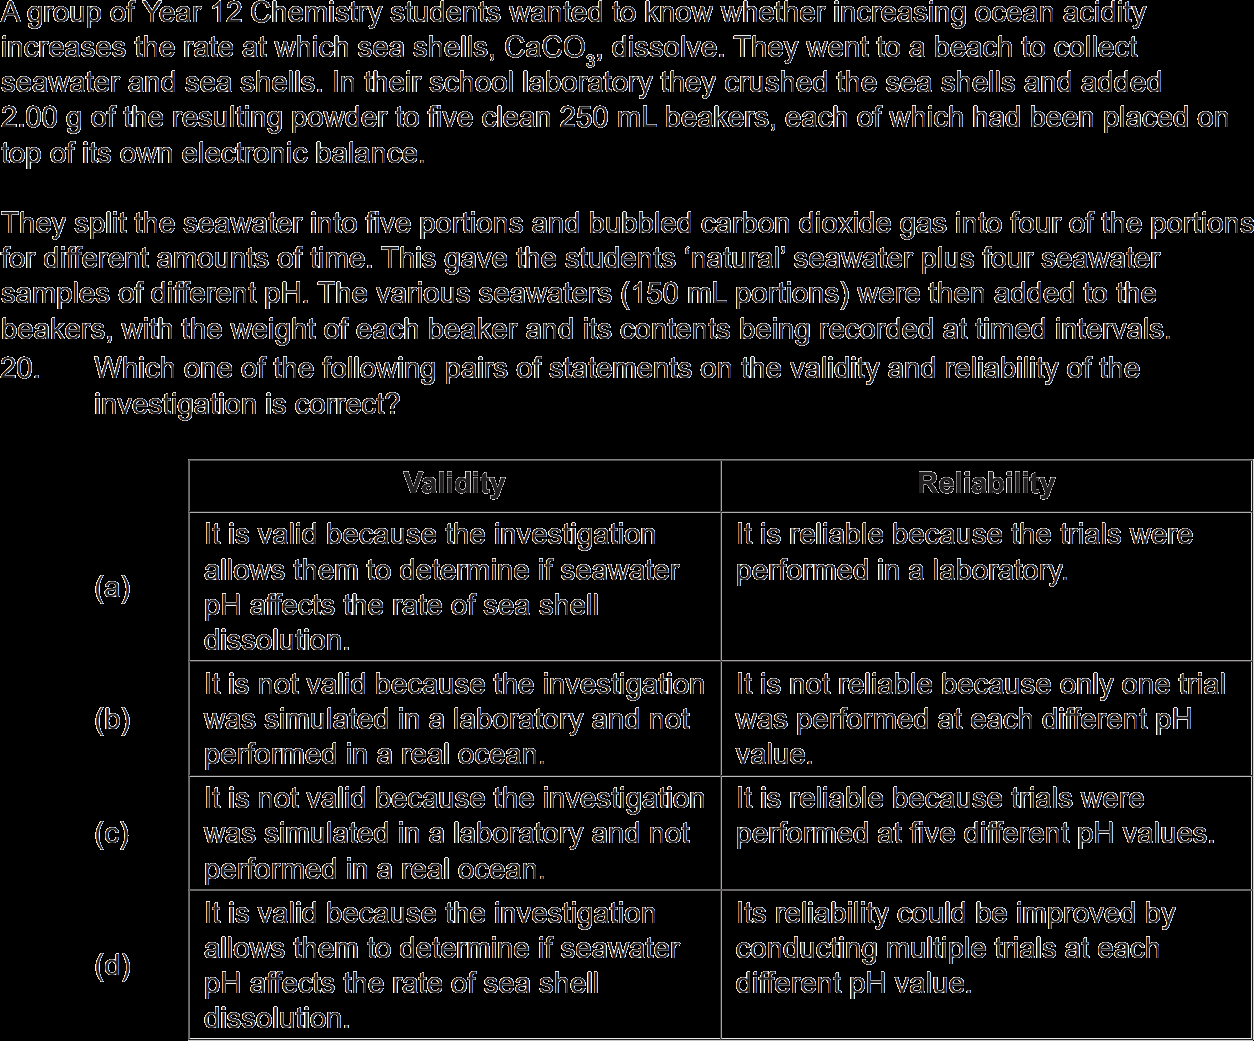 A group of Year 12 Chemistry students wanted to know whether increasing ocean acidity
increases the rate at which sea shells, CaCO₃, dissolve. They went to a beach to collect
seawater and sea shells. In their school laboratory they crushed the sea shells and added
2.00 g of the resulting powder to five clean 250 mL beakers, each of which had been placed on
top of its own electronic balance.
They split the seawater into five portions and bubbled carbon dioxide gas into four of the portions
for different amounts of time. This gave the students ‘natural’ seawater plus four seawater
samples of different pH. The various seawaters (150 mL portions) were then added to the
beakers, with the weight of each beaker and its contents being recorded at timed intervals.
20. Which one of the following pairs of statements on the validity and reliability of the
investigation is correct?
Validity Reliability
(a)
It is valid because the investigation
allows them to determine if seawater
pH affects the rate of sea shell
dissolution.
It is reliable because the trials were
performed in a laboratory.
(b)
It is not valid because the investigation
was simulated in a laboratory and not
performed in a real ocean.
It is not reliable because only one trial
was performed at each different pH
value.
(c)
It is not valid because the investigation
was simulated in a laboratory and not
performed in a real ocean.
It is reliable because trials were
performed at five different pH values.
(d)
It is valid because the investigation
allows them to determine if seawater
pH affects the rate of sea shell
dissolution.
Its reliability could be improved by
conducting multiple trials at each
different pH value.